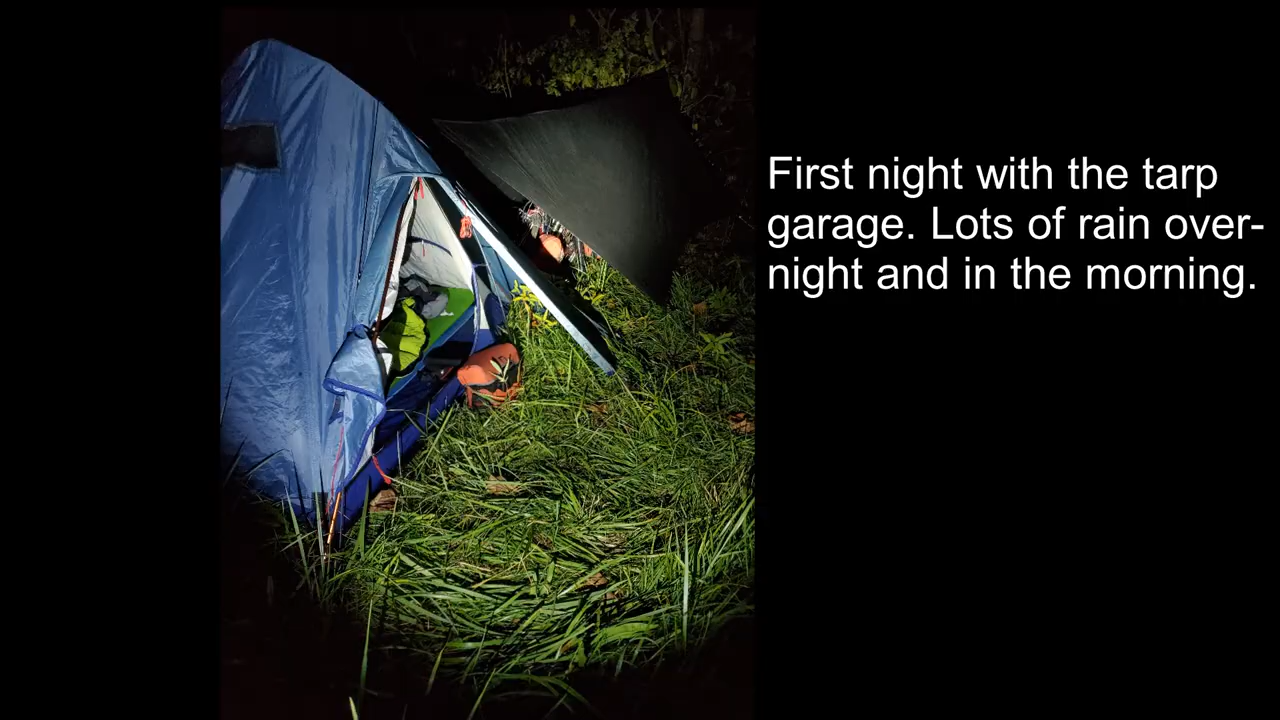 First night with the tarp
garage. Lots of rain over-
night and in the morning.